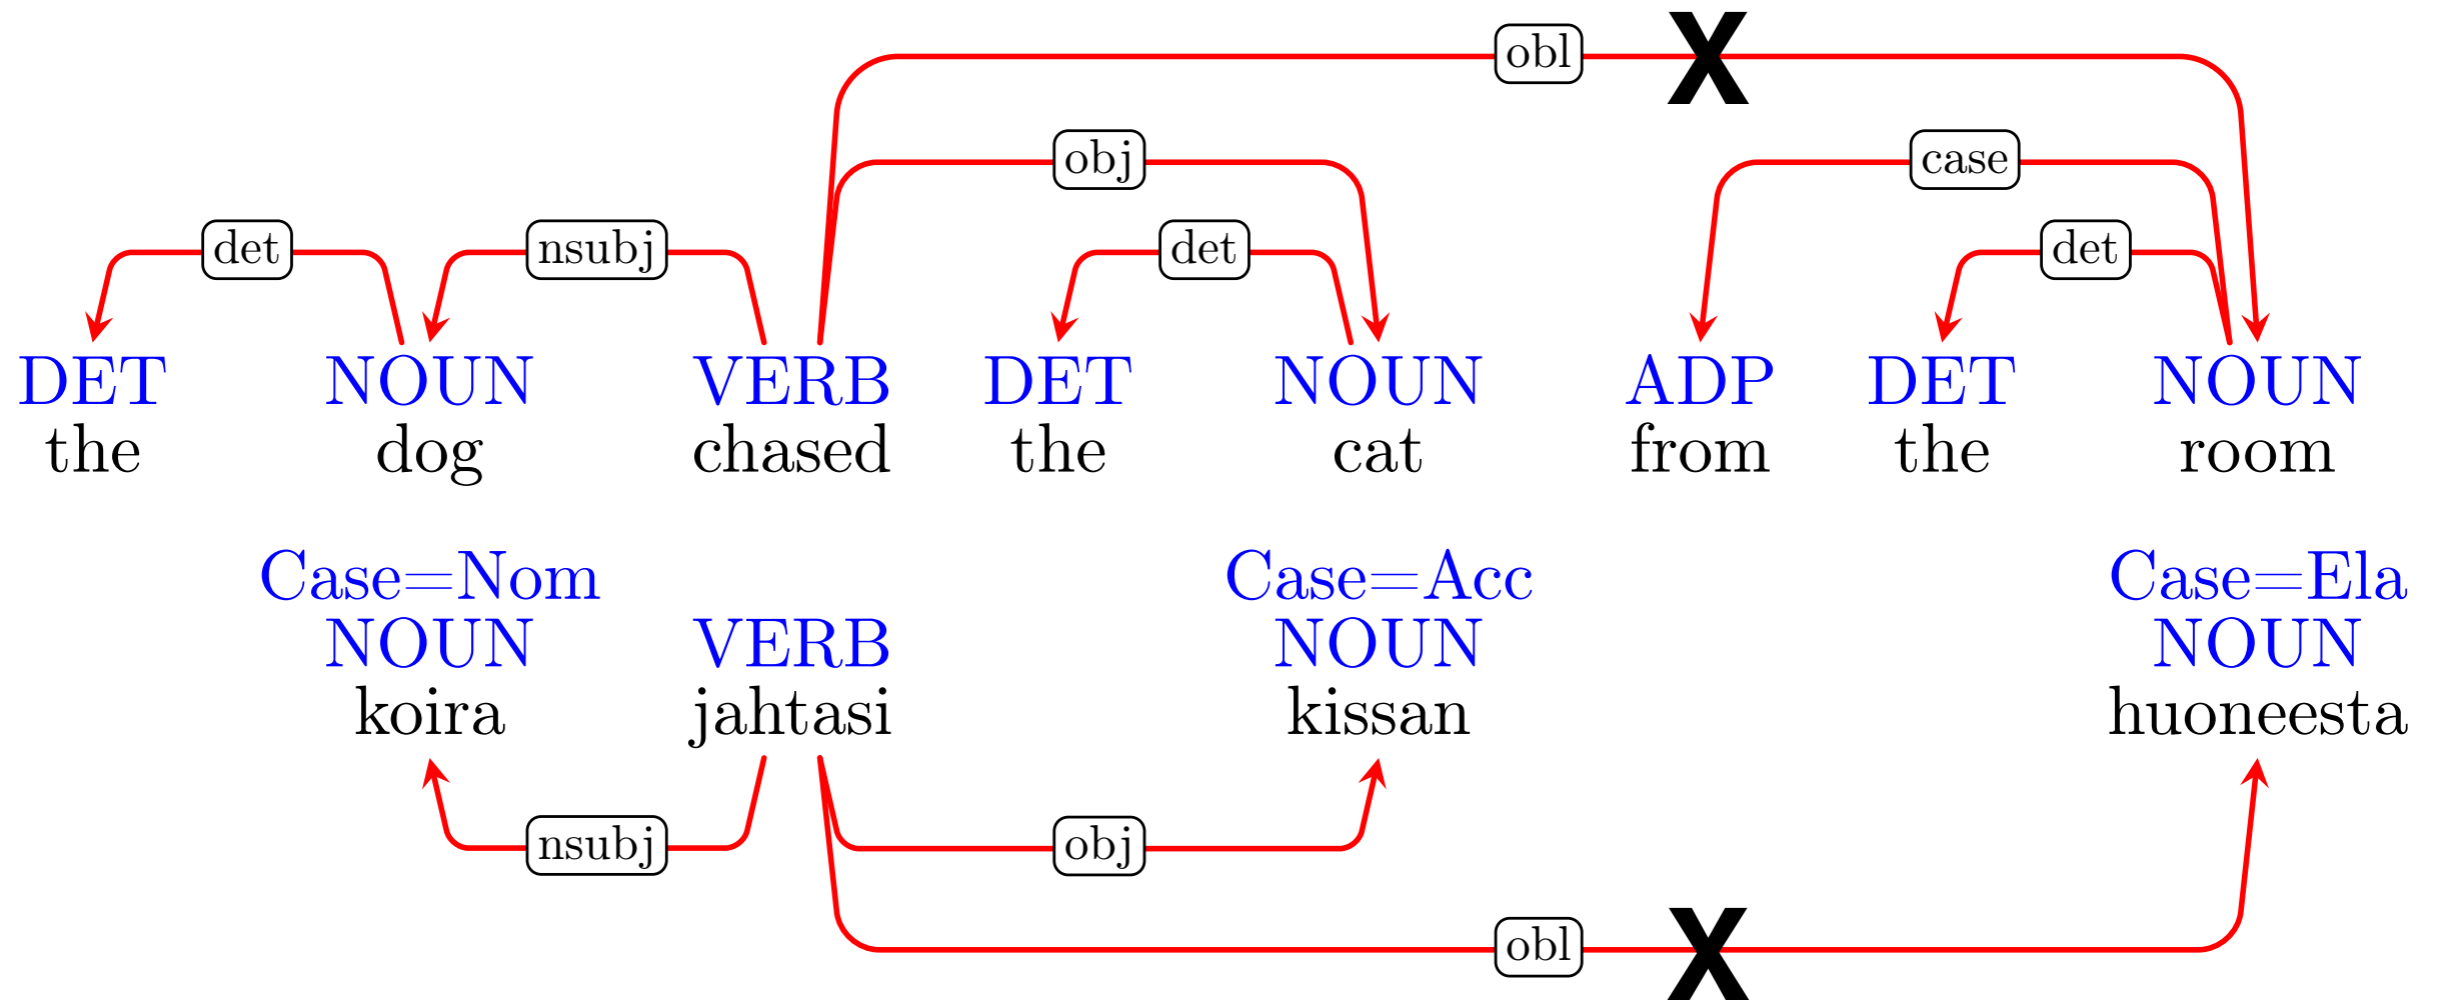 obl X
obj case
det nsubj det det
DET NOUN VERB DET NOUN ADP DET NOUN
the dog chased the cat from the room
Case=Nom Case=Acc Case=Ela
NOUN VERB NOUN NOUN
koira jahtasi kissan huoneesta
nsubj obj
obl X